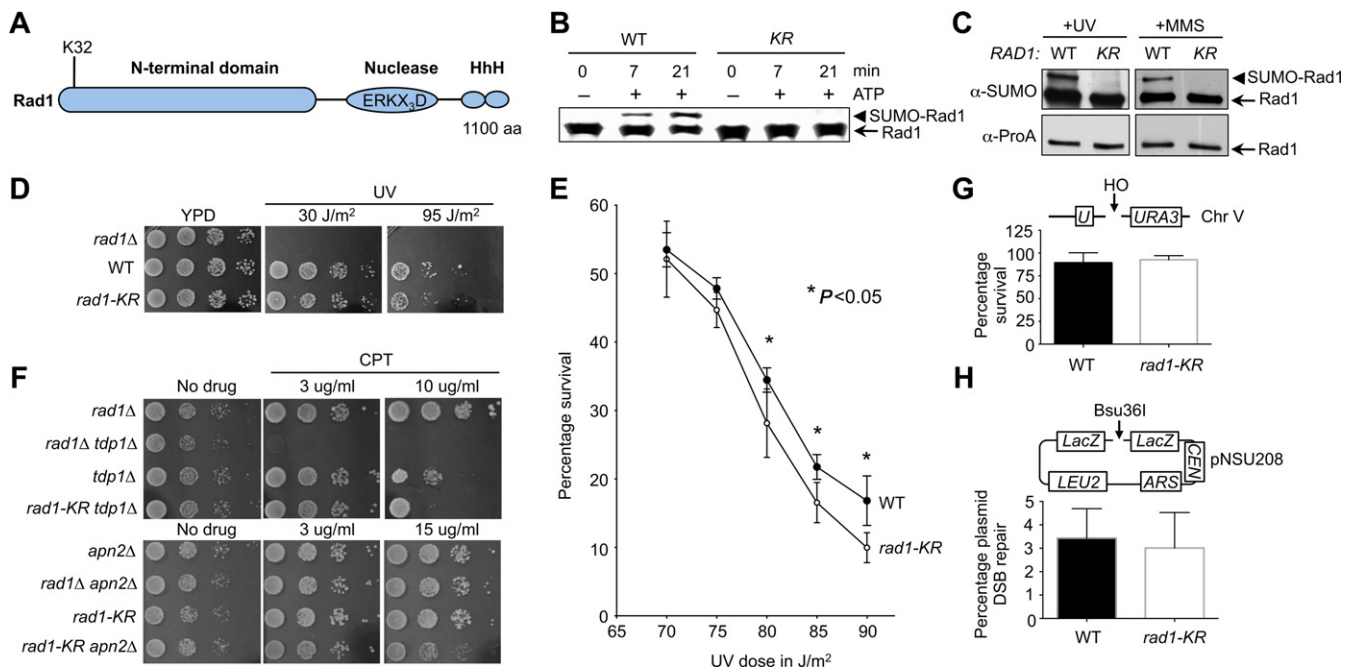 A
K32
N-terminal domain
Nuclease
HhH
Rad1
ERKX3D
1100 aa
B
WT
KR
0 7 21 0 7 21 min
– + + – + + ATP
SUMO-Rad1
Rad1
C
+UV +MMS
RAD1: WT KR WT KR
α-SUMO
SUMO-Rad1
Rad1
α-ProA
Rad1
D
UV
YPD 30 J/m2 95 J/m2
rad1Δ
WT
rad1-KR
E
60
50
40
30
20
10
0
Percentage survival
* P<0.05
*
*
*
WT
rad1-KR
65 70 75 80 85 90
UV dose in J/m2
F
CPT
No drug 3 ug/ml 10 ug/ml
rad1Δ
rad1Δ tdp1Δ
tdp1Δ
rad1-KR tdp1Δ
No drug 3 ug/ml 15 ug/ml
apn2Δ
rad1Δ apn2Δ
rad1-KR
rad1-KR apn2Δ
G
HO
U URA3 Chr V
125
100
75
50
25
0
Percentage
survival
WT rad1-KR
H
Bsu36I
LacZ LacZ
CEN
pNSU208
LEU2 ARS
5
4
3
2
1
0
Percentage plasmid
DSB repair
WT rad1-KR